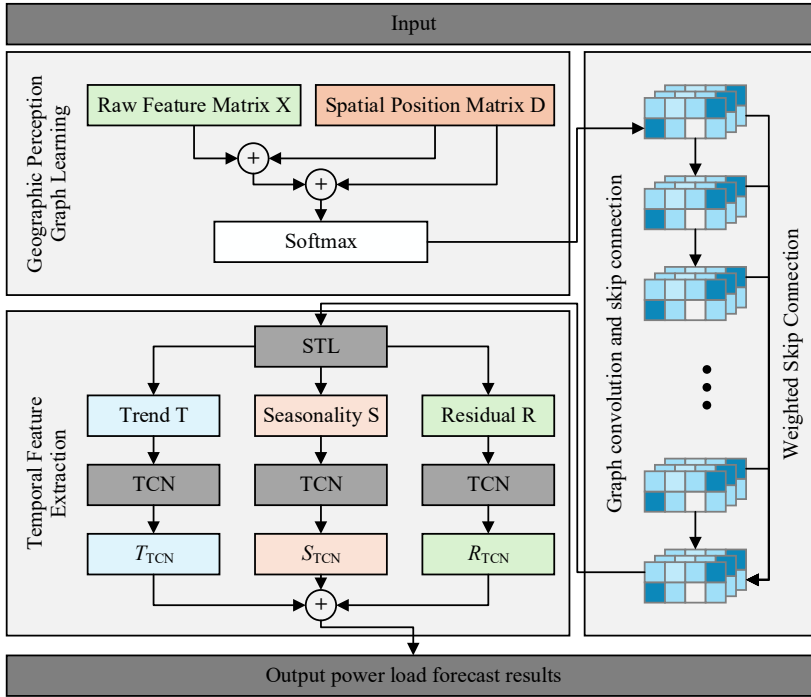 Input
Geographic Perception
Graph Learning
Raw Feature Matrix X
Spatial Position Matrix D
+
+
Softmax
Graph convolution and skip connection
Weighted Skip Connection
Temporal Feature
Extraction
STL
Trend T
Seasonality S
Residual R
TCN
TCN
TCN
T_TCN
S_TCN
R_TCN
+
Output power load forecast results